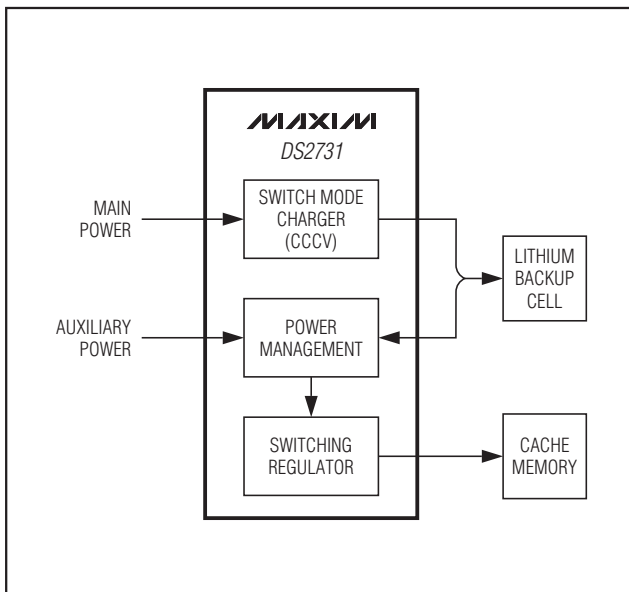 MAXIM
DS2731
MAIN
POWER
SWITCH MODE
CHARGER
(CCCV)
LITHIUM
BACKUP
CELL
AUXILIARY
POWER
POWER
MANAGEMENT
SWITCHING
REGULATOR
CACHE
MEMORY